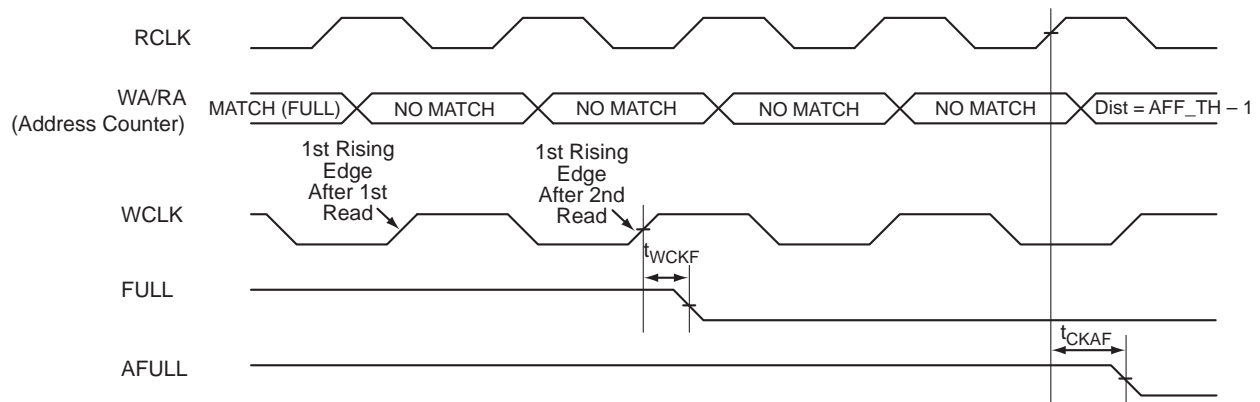 RCLK
WA/RA
(Address Counter)
MATCH (FULL)
NO MATCH
NO MATCH
NO MATCH
NO MATCH
Dist = AFF_TH – 1
1st Rising
Edge
After 1st
Read
1st Rising
Edge
After 2nd
Read
WCLK
tWCKF
FULL
tCKAF
AFULL